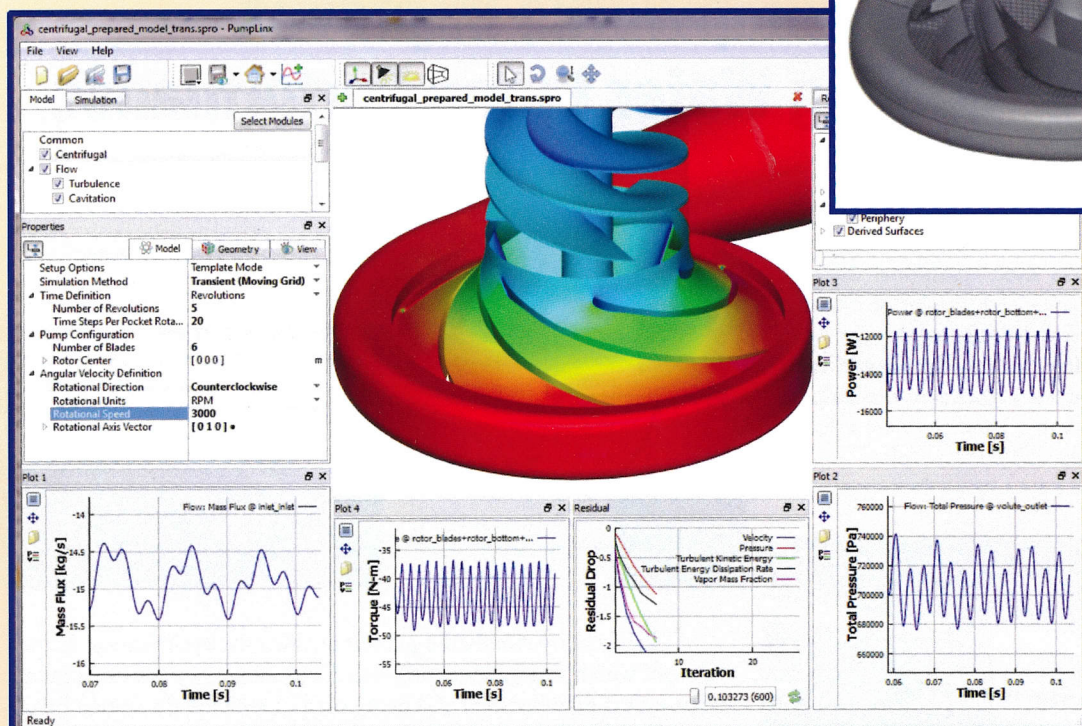 centrifugal_prepared_model_trans.spro - PumpLinx
File View Help
Model Simulation
Select Modules
Common
Centrifugal
Flow
Turbulence
Cavitation
Properties
Model Geometry View
Setup Options Template Mode
Simulation Method Transient (Moving Grid)
Time Definition Revolutions
Number of Revolutions 5
Time Steps Per Pocket Rota... 20
Pump Configuration
Number of Blades 6
Rotor Center [0 0 0] m
Angular Velocity Definition
Rotational Direction Counterclockwise
Rotational Units RPM
Rotational Speed 3000
Rotational Axis Vector [0 1 0]
centrifugal_prepared_model_trans.spro
Periphery
Derived Surfaces
Plot 3
Power @ rotor_blades+rotor_bottom+...
Power [W]
-12000
-14000
-16000
0.06 0.08 0.1
Time [s]
Plot 1
Flow: Mass Flux @ inlet_inlet
Mass Flux [kg/s]
-14
-14.5
-15
-15.5
-16
0.07 0.08 0.09 0.1
Time [s]
Plot 4
e @ rotor_blades+rotor_bottom+...
Torque [N-m]
-35
-40
-45
-50
-55
0.06 0.08 0.1
Time [s]
Residual
Velocity
Pressure
Turbulent Kinetic Energy
Turbulent Energy Dissipation Rate
Vapor Mass Fraction
Residual Drop
0
-0.5
-1
-1.5
-2
10 20
Iteration
0.103273 (600)
Plot 2
Flow: Total Pressure @ volute_outlet
Total Pressure [Pa]
760000
740000
720000
700000
680000
660000
0.06 0.07 0.08 0.09 0.1
Time [s]
Ready